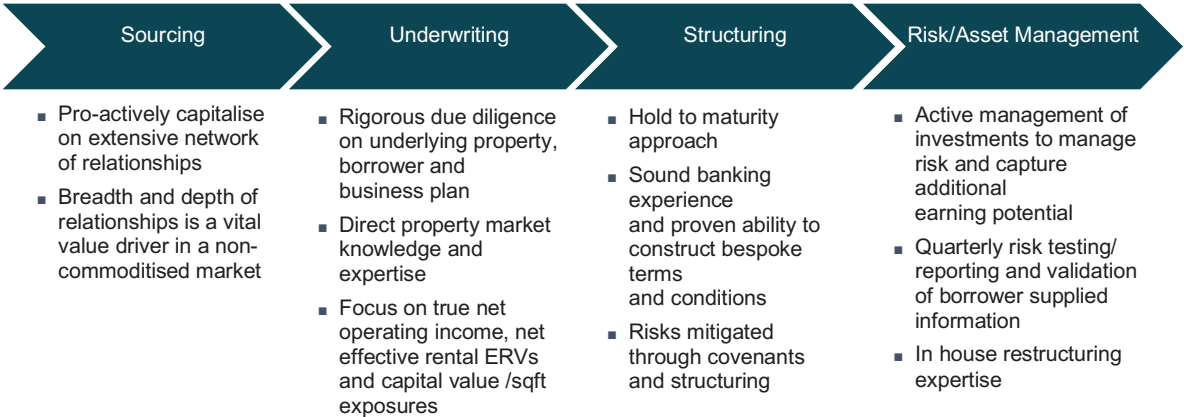 Sourcing
Pro-actively capitalise
on extensive network
of relationships
Breadth and depth of
relationships is a vital
value driver in a non-
commoditised market
Underwriting
Rigorous due diligence
on underlying property,
borrower and
business plan
Direct property market
knowledge and
expertise
Focus on true net
operating income, net
effective rental ERVs
and capital value /sqft
exposures
Structuring
Hold to maturity
approach
Sound banking
experience
and proven ability to
construct bespoke
terms
and conditions
Risks mitigated
through covenants
and structuring
Risk/Asset Management
Active management of
investments to manage
risk and capture
additional
earning potential
Quarterly risk testing/
reporting and validation
of borrower supplied
information
In house restructuring
expertise